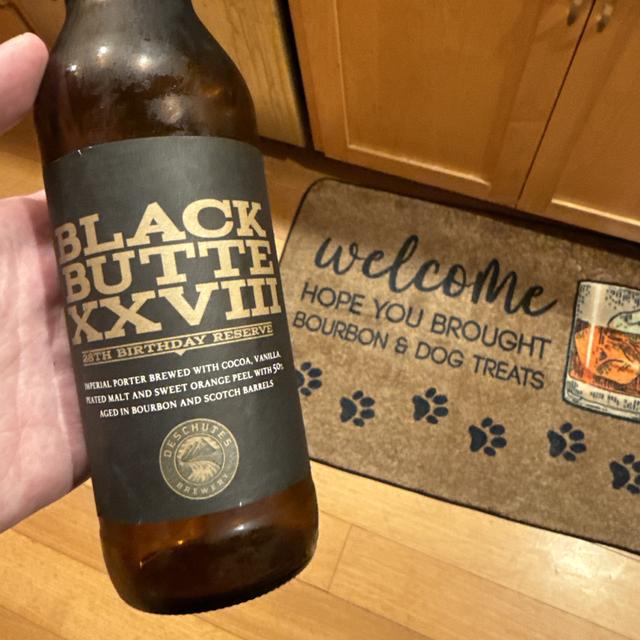 BLACK
BUTTE
XXVIII
28TH BIRTHDAY RESERVE
IMPERIAL PORTER BREWED WITH COCOA, VANILLA,
PEATED MALT AND SWEET ORANGE PEEL WITH 50%
AGED IN BOURBON AND SCOTCH BARRELS
DESCHUTES
BREWERY
welcome
HOPE YOU BROUGHT
BOURBON & DOG TREATS